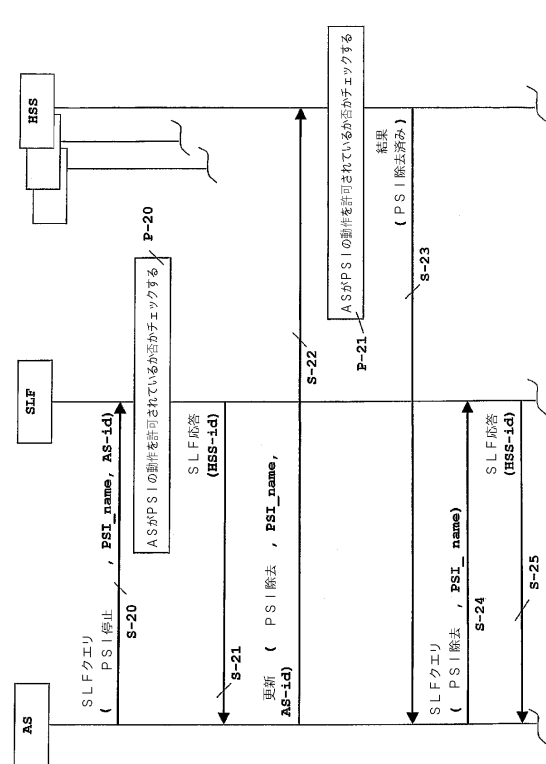 AS
SLF
HSS
SLFクエリ
( PSI停止 , PSI_name, AS-id)
S-20
ASがPSIの動作を許可されているか否かチェックする
P-20
SLF応答
(HSS-id)
S-21
更新 ( PSI除去 , PSI_name,
AS-id)
S-22
ASがPSIの動作を許可されているか否かチェックする
P-21
結果
( PSI除去済み )
S-23
SLFクエリ
( PSI除去 , PSI_ name)
S-24
SLF応答
(HSS-id)
S-25